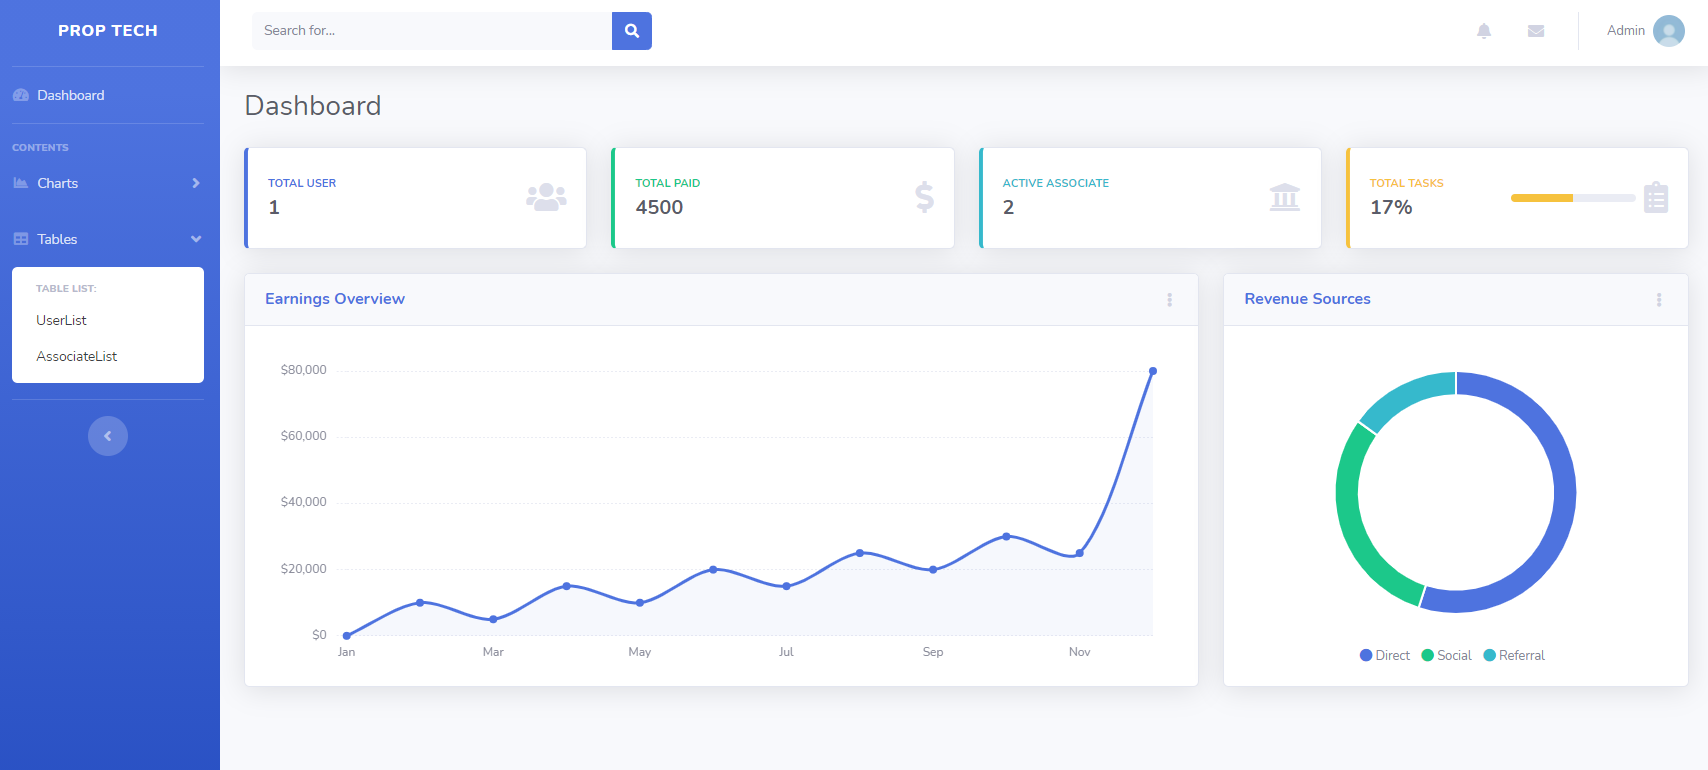 PROP TECH
Dashboard
CONTENTS
Charts
Tables
TABLE LIST:
UserList
AssociateList
Search for...
Admin
Dashboard
TOTAL USER
1
TOTAL PAID
4500
ACTIVE ASSOCIATE
2
TOTAL TASKS
17%
Earnings Overview
$80,000
$60,000
$40,000
$20,000
$0
Jan Mar May Jul Sep Nov
Revenue Sources
Direct Social Referral